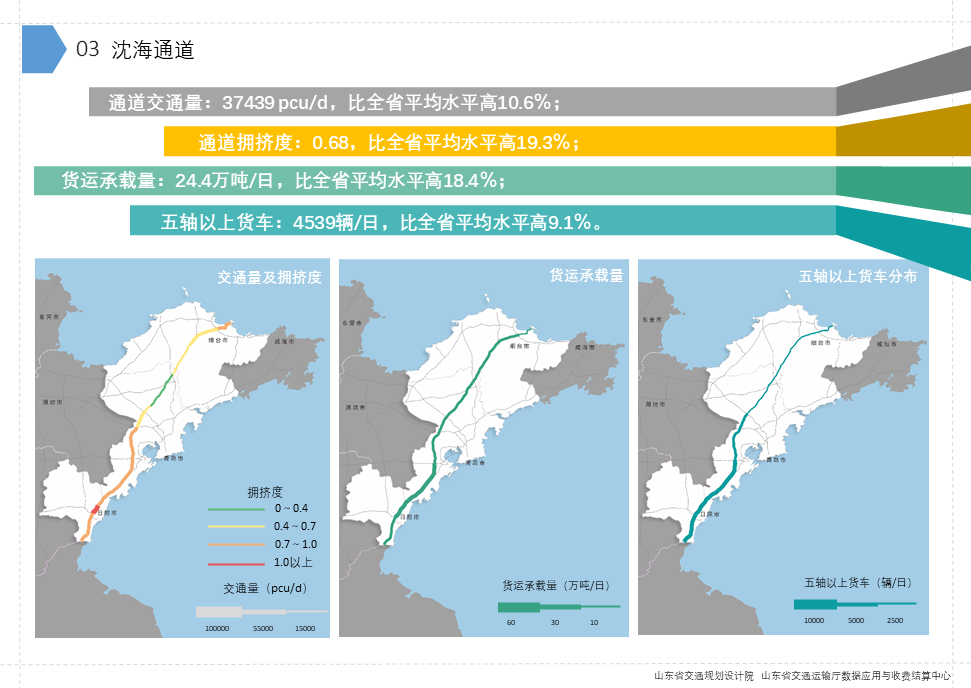 03 沈海通道
通道交通量：37439 pcu/d，比全省平均水平高10.6%；
通道拥挤度：0.68，比全省平均水平高19.3%；
货运承载量：24.4万吨/日，比全省平均水平高18.4%；
五轴以上货车：4539辆/日，比全省平均水平高9.1%。
交通量及拥挤度
东营市
烟台市
威海市
潍坊市
青岛市
日照市
拥挤度
0～0.4
0.4～0.7
0.7～1.0
1.0以上
交通量（pcu/d）
100000 55000 15000
货运承载量
东营市
烟台市
威海市
潍坊市
青岛市
日照市
货运承载量（万吨/日）
60 30 10
五轴以上货车分布
东营市
烟台市
威海市
潍坊市
青岛市
日照市
五轴以上货车（辆/日）
10000 5000 2500
山东省交通规划设计院 山东省交通运输厅数据应用与收费结算中心